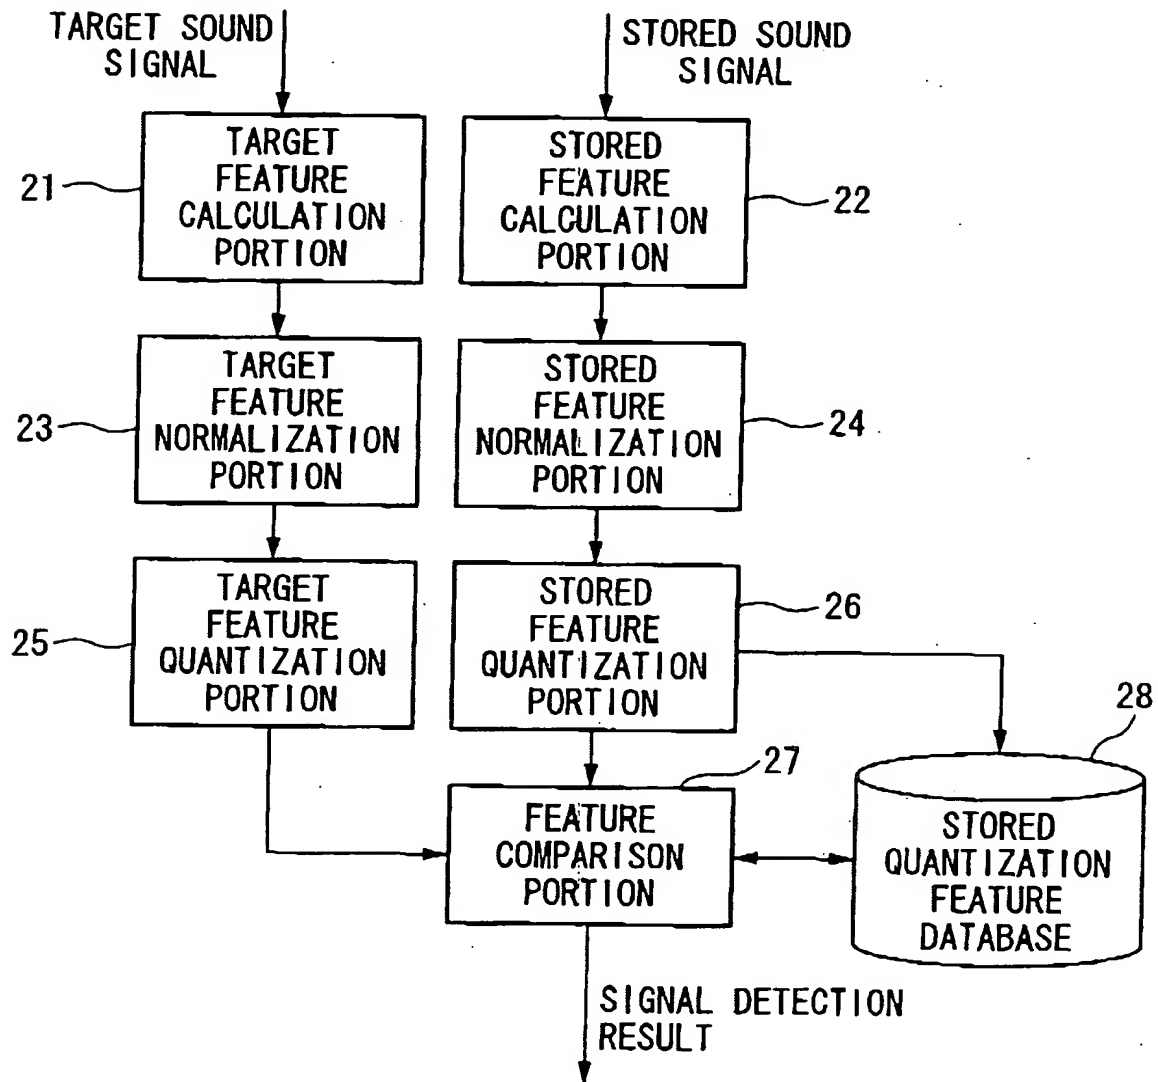 TARGET SOUND
SIGNAL
STORED SOUND
SIGNAL
21
TARGET
FEATURE
CALCULATION
PORTION
STORED
FEATURE
CALCULATION
PORTION
22
23
TARGET
FEATURE
NORMALIZATION
PORTION
STORED
FEATURE
NORMALIZATION
PORTION
24
25
TARGET
FEATURE
QUANTIZATION
PORTION
STORED
FEATURE
QUANTIZATION
PORTION
26
27
FEATURE
COMPARISON
PORTION
28
STORED
QUANTIZATION
FEATURE
DATABASE
SIGNAL DETECTION
RESULT